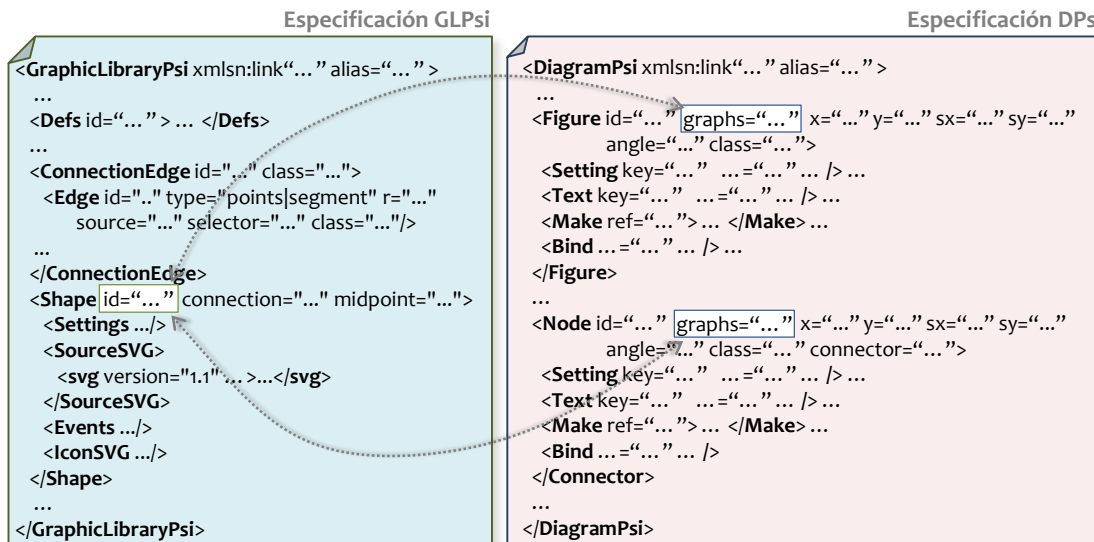 Especificación GLPsi
<GraphicLibraryPsi xmlsn:link“…” alias=“…” >
…
<Defs id=“…” > … </Defs>
…
<ConnectionEdge id="..." class="...">
<Edge id=".." type="points|segment" r="..."
source="..." selector="..." class="..."/>
...
</ConnectionEdge>
<Shape id=“…” connection="..." midpoint="...">
<Settings .../>
<SourceSVG>
<svg version="1.1" … >...</svg>
</SourceSVG>
<Events .../>
<IconSVG .../>
</Shape>
…
</GraphicLibraryPsi>
Especificación DPs
<DiagramPsi xmlsn:link“…” alias=“…” >
…
<Figure id=“…” graphs=“…” x=“...” y=“...” sx=“...” sy=“...”
angle=“...” class=“…”>
<Setting key=“…” …=“…” … /> …
<Text key=“…” …=“…” … /> …
<Make ref=“…”> … </Make> …
<Bind … =“…” … /> …
</Figure>
…
<Node id=“…” graphs=“…” x=“...” y=“...” sx=“...” sy=“...”
angle=“...” class=“…” connector=“…”>
<Setting key=“…” …=“…” … /> …
<Text key=“…” …=“…” … /> …
<Make ref=“…”> … </Make> …
<Bind … =“…” … />
</Connector>
…
</DiagramPsi>